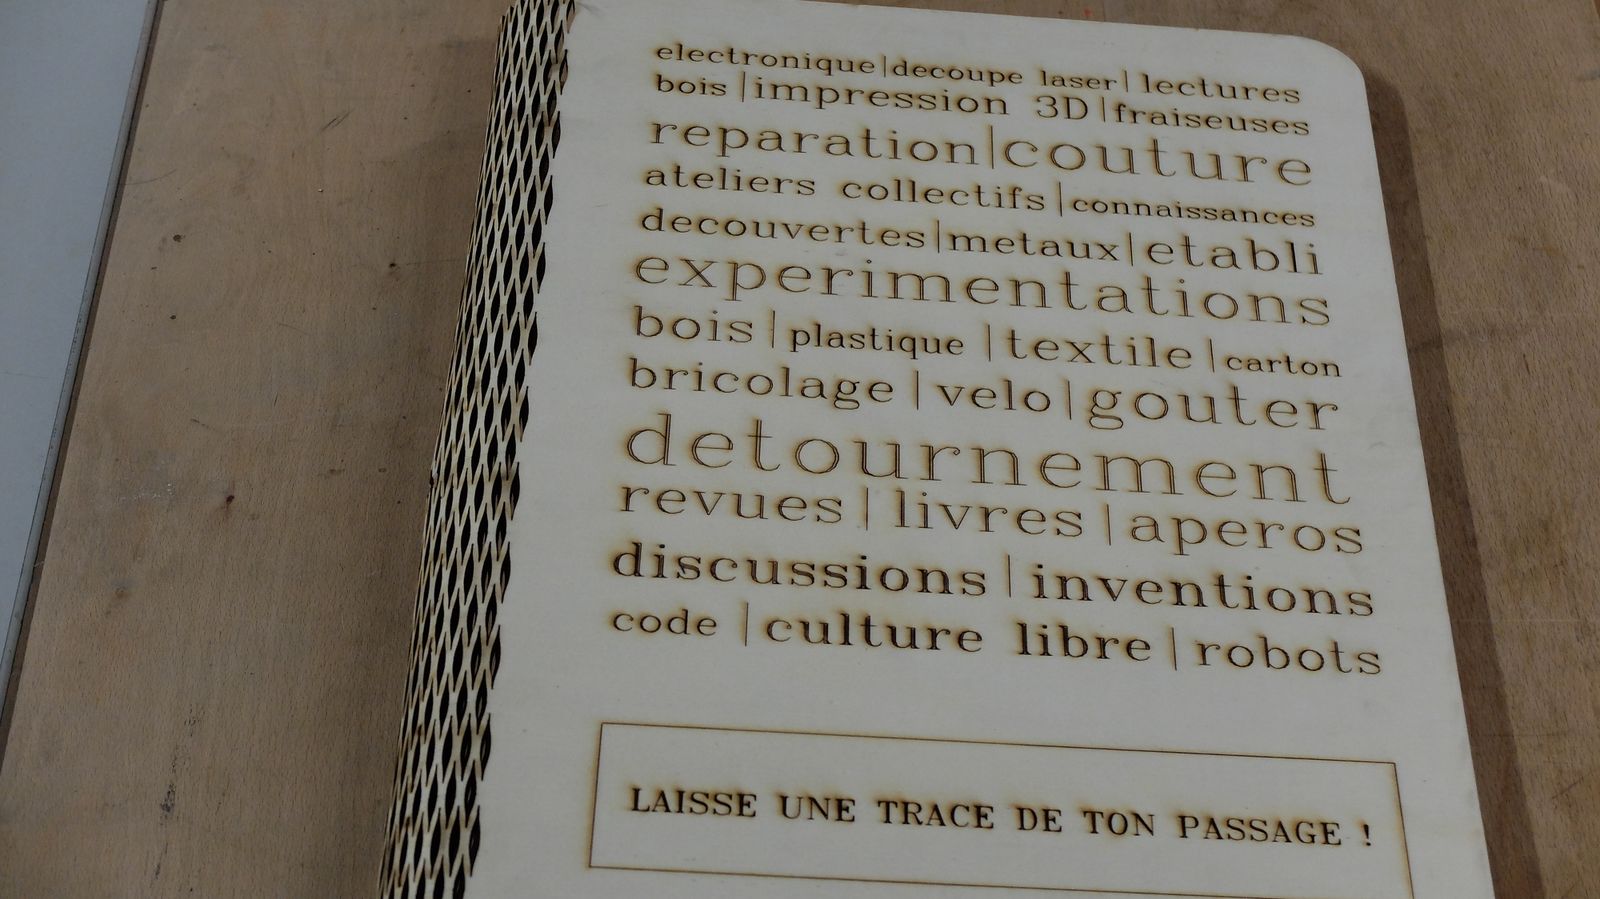 electronique|decoupe laser|lectures
bois|impression 3D|fraiseuses
reparation|couture
ateliers collectifs|connaissances
decouvertes|metaux|etabli
experimentations
bois|plastique|textile|carton
bricolage|velo|gouter
detournement
revues|livres|aperos
discussions|inventions
code|culture libre|robots
LAISSE UNE TRACE DE TON PASSAGE !